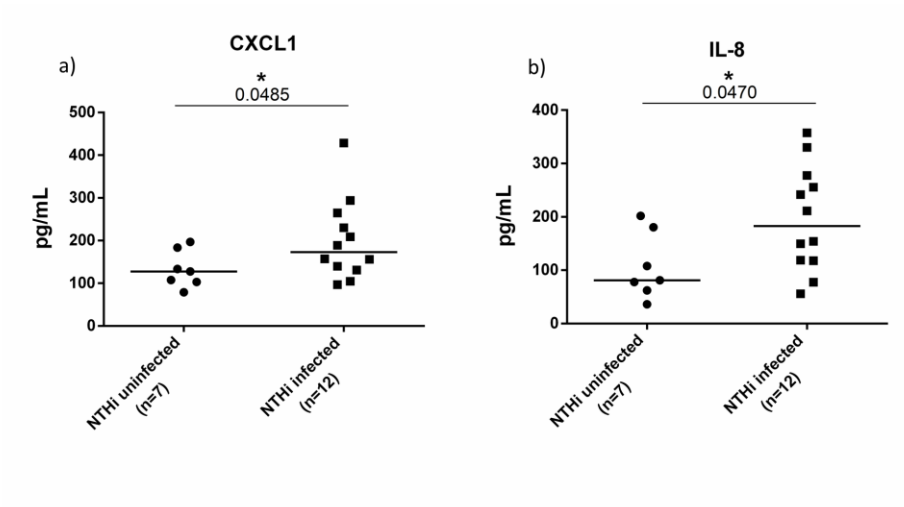 a)
CXCL1
*
0.0485
500
400
300
200
100
0
pg/mL
NTHi uninfected
(n=7)
NTHi infected
(n=12)
b)
IL-8
*
0.0470
400
300
200
100
0
pg/mL
NTHi uninfected
(n=7)
NTHi infected
(n=12)